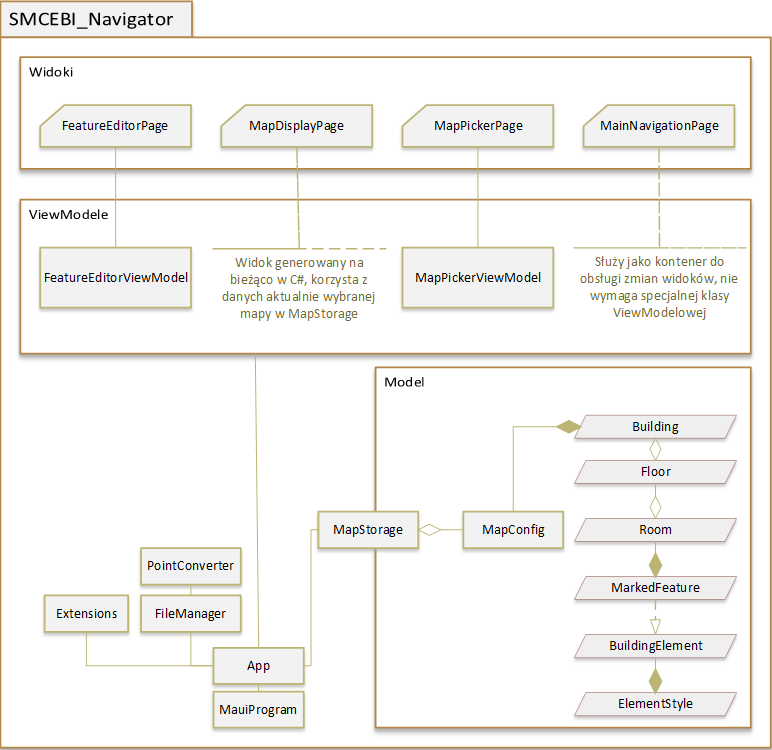 SMCEBI_Navigator
Widoki
FeatureEditorPage
MapDisplayPage
MapPickerPage
MainNavigationPage
ViewModele
FeatureEditorViewModel
Widok generowany na
bieżąco w C#, korzysta z
danych aktualnie wybranej
mapy w MapStorage
MapPickerViewModel
Służy jako kontener do
obsługi zmian widoków, nie
wymaga specjalnej klasy
ViewModelowej
Model
Building
Floor
MapStorage
MapConfig
Room
PointConverter
MarkedFeature
Extensions
FileManager
BuildingElement
App
ElementStyle
MauiProgram